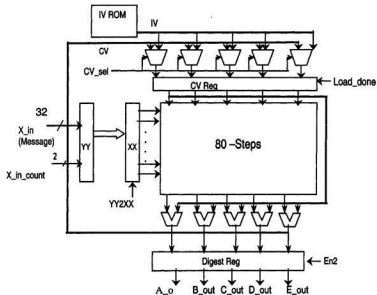 IV ROM
IV
CV
CV_sel
CV Reg
Load_done
32
X_in
(Message)
YY
XX
80 –Steps
2
X_in_count
YY2XX
Digest Reg
En2
A_o
B_out
C_out
D_out
E_out